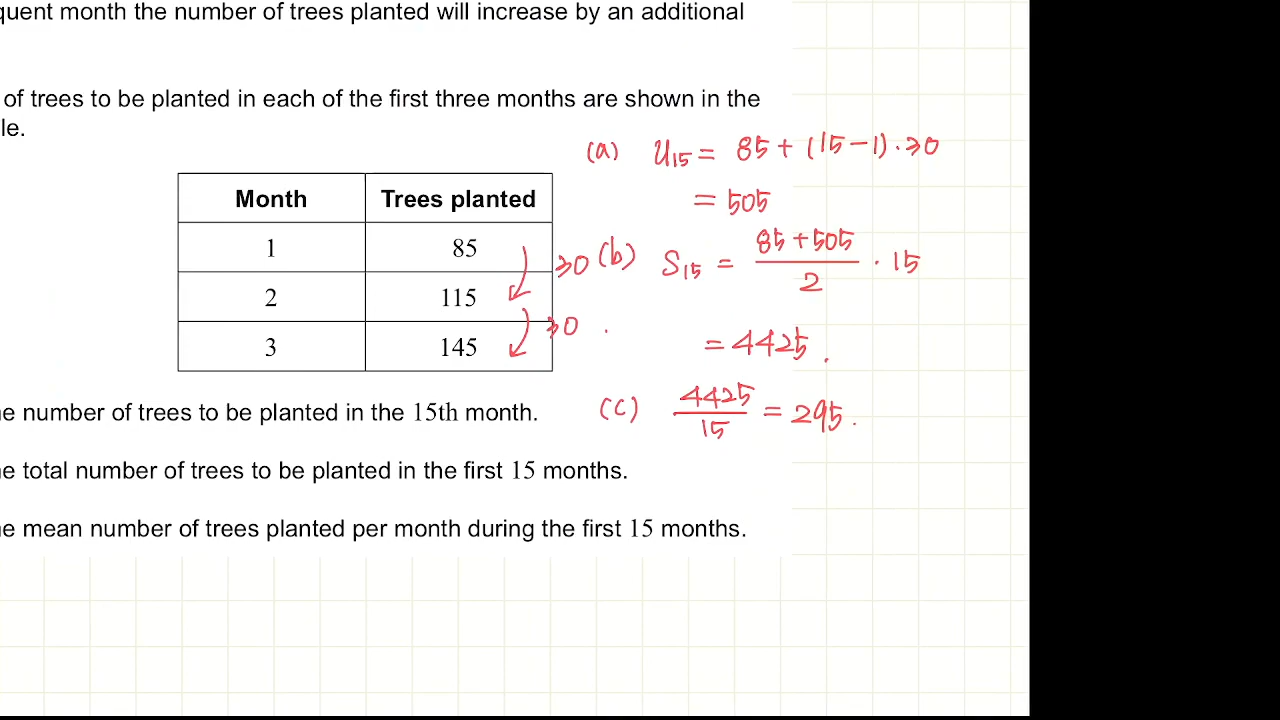 quent month the number of trees planted will increase by an additional
of trees to be planted in each of the first three months are shown in the
le.
(a) U15 = 85 + (15 - 1) · 30
= 505
Month Trees planted
1 85
30
2 115
30
3 145
(b) S15 = 85 + 505 / 2 · 15
= 4425.
ne number of trees to be planted in the 15th month.
(c) 4425 / 15 = 295.
ne total number of trees to be planted in the first 15 months.
ne mean number of trees planted per month during the first 15 months.